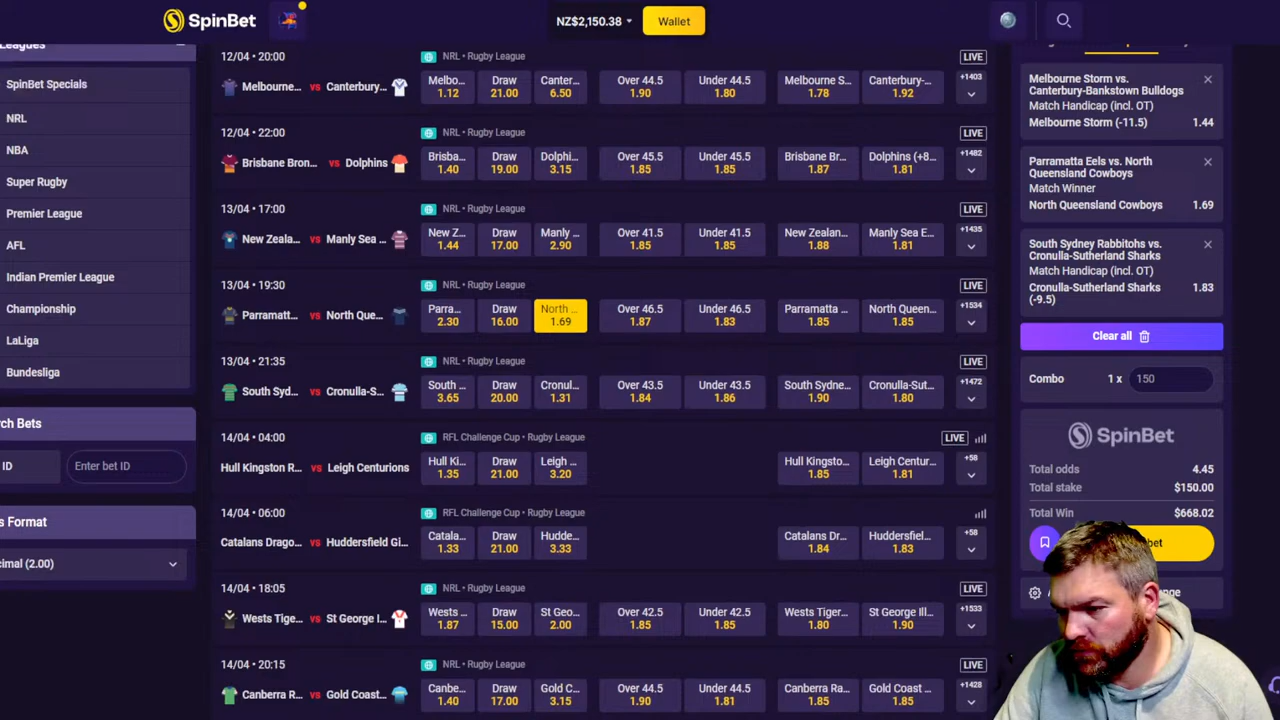 SpinBet
NZ$2,150.38
Wallet
Leagues
SpinBet Specials
NRL
NBA
Super Rugby
Premier League
AFL
Indian Premier League
Championship
LaLiga
Bundesliga
rch Bets
ID
Enter bet ID
s Format
cimal (2.00)
12/04 • 20:00
NRL • Rugby League
LIVE
Melbourne... vs Canterbury...
Melbo... Draw Canter... Over 44.5 Under 44.5 Melbourne S... Canterbury-... +1403
1.12 21.00 6.50 1.90 1.80 1.78 1.92
12/04 • 22:00
NRL • Rugby League
LIVE
Brisbane Bron... vs Dolphins
Brisba... Draw Dolphi... Over 45.5 Under 45.5 Brisbane Br... Dolphins (+8... +1482
1.40 19.00 3.15 1.85 1.85 1.87 1.81
13/04 • 17:00
NRL • Rugby League
LIVE
New Zeala... vs Manly Sea ...
New Z... Draw Manly ... Over 41.5 Under 41.5 New Zealan... Manly Sea E... +1435
1.44 17.00 2.90 1.85 1.85 1.88 1.81
13/04 • 19:30
NRL • Rugby League
LIVE
Parramatt... vs North Que...
Parra... Draw North ... Over 46.5 Under 46.5 Parramatta ... North Queen... +1534
2.30 16.00 1.69 1.87 1.83 1.85 1.85
13/04 • 21:35
NRL • Rugby League
LIVE
South Syd... vs Cronulla-S...
South ... Draw Cronul... Over 43.5 Under 43.5 South Sydne... Cronulla-Sut... +1472
3.65 20.00 1.31 1.84 1.86 1.90 1.80
14/04 • 04:00
RFL Challenge Cup • Rugby League
LIVE
Hull Kingston R... vs Leigh Centurions
Hull Ki... Draw Leigh ... Hull Kingsto... Leigh Centur... +58
1.35 21.00 3.20 1.85 1.81
14/04 • 06:00
RFL Challenge Cup • Rugby League
Catalans Drago... vs Huddersfield Gi...
Catala... Draw Hudde... Catalans Dr... Huddersfiel... +58
1.33 21.00 3.33 1.84 1.83
14/04 • 18:05
NRL • Rugby League
LIVE
Wests Tige... vs St George I...
Wests ... Draw St Geo... Over 42.5 Under 42.5 Wests Tiger... St George Ill... +1533
1.87 15.00 2.00 1.85 1.85 1.80 1.90
14/04 • 20:15
NRL • Rugby League
LIVE
Canberra R... vs Gold Coast...
Canbe... Draw Gold C... Over 44.5 Under 44.5 Canberra Ra... Gold Coast ... +1428
1.40 17.00 3.15 1.90 1.81 1.85 1.85
Melbourne Storm vs.
Canterbury-Bankstown Bulldogs
Match Handicap (incl. OT)
Melbourne Storm (-11.5) 1.44
Parramatta Eels vs. North
Queensland Cowboys
Match Winner
North Queensland Cowboys 1.69
South Sydney Rabbitohs vs.
Cronulla-Sutherland Sharks
Match Handicap (incl. OT)
Cronulla-Sutherland Sharks 1.83
(-9.5)
Clear all
Combo 1 x 150
SpinBet
Total odds 4.45
Total stake $150.00
Total Win $668.02
bet